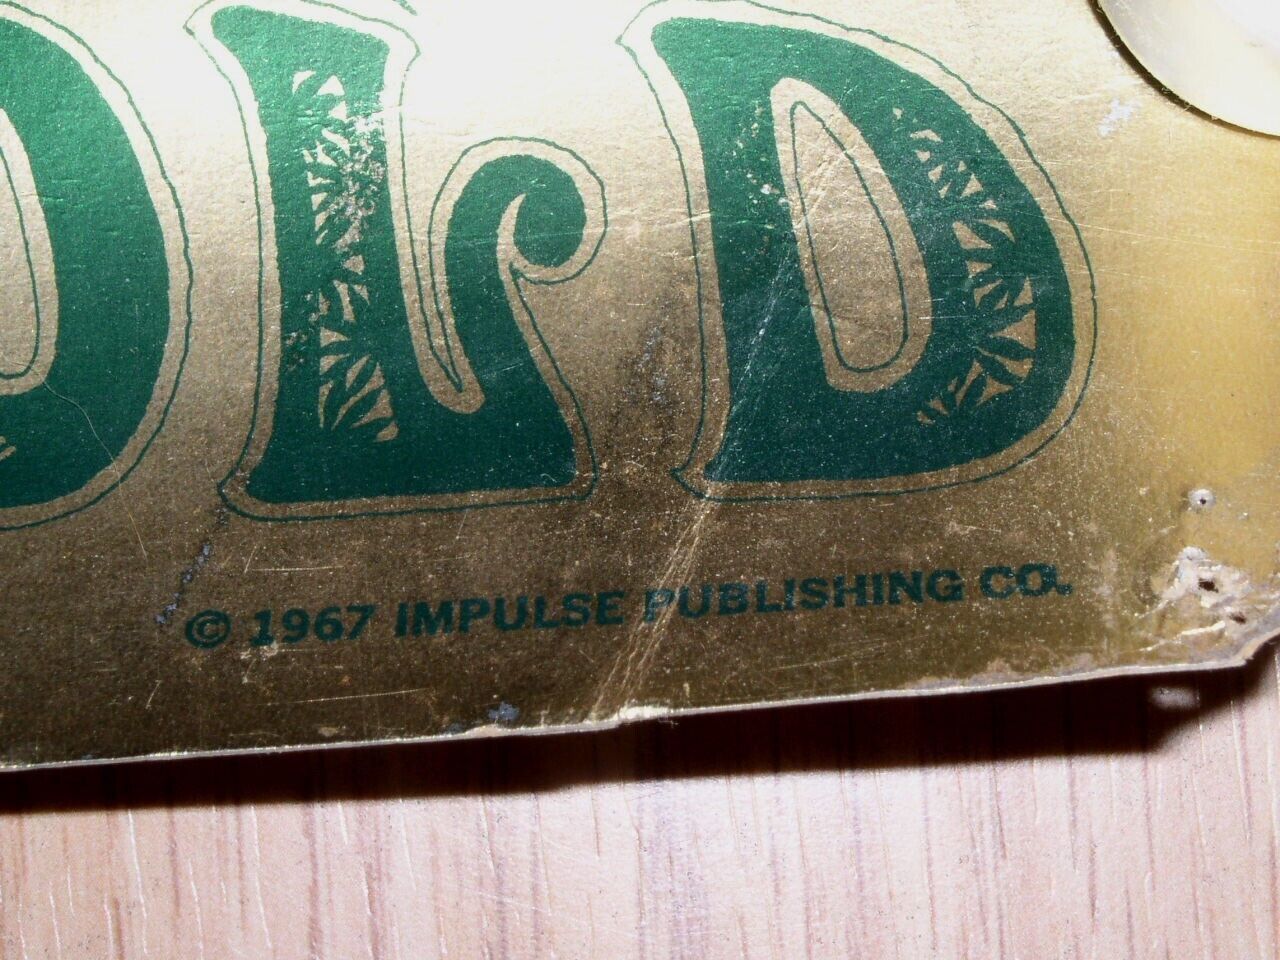 OLD
© 1967 IMPULSE PUBLISHING CO.